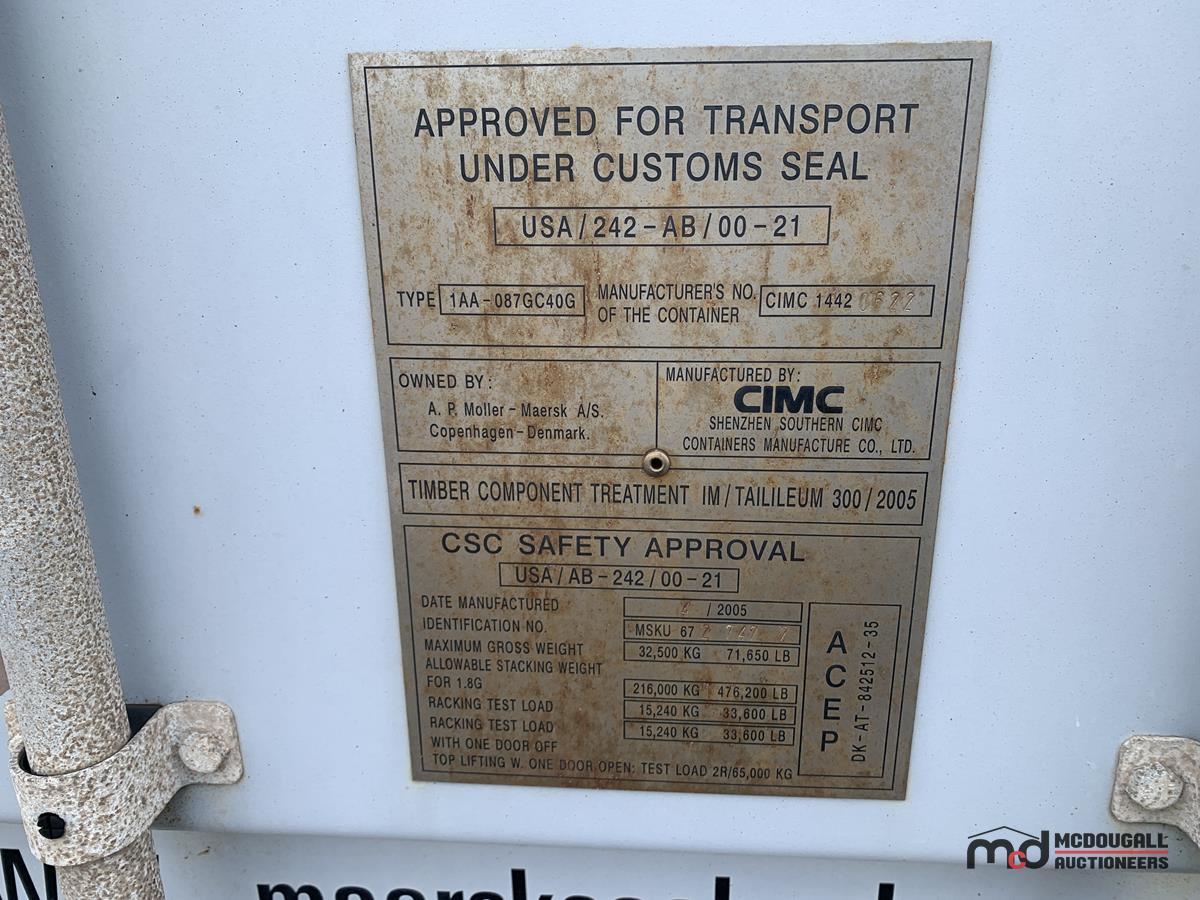 APPROVED FOR TRANSPORT
UNDER CUSTOMS SEAL
USA/242-AB/00-21
TYPE 1AA-087GC40G MANUFACTURER'S NO. OF THE CONTAINER CIMC 1442 0622
OWNED BY:
A. P. Moller-Maersk A/S.
Copenhagen-Denmark.
MANUFACTURED BY:
CIMC
SHENZHEN SOUTHERN CIMC
CONTAINERS MANUFACTURE CO., LTD.
TIMBER COMPONENT TREATMENT IM/TAILILEUM 300/2005
CSC SAFETY APPROVAL
USA/AB-242/00-21
DATE MANUFACTURED 4 / 2005
IDENTIFICATION NO. MSKU 67
MAXIMUM GROSS WEIGHT 32,500 KG 71,650 LB
ALLOWABLE STACKING WEIGHT
FOR 1.8G 216,000 KG 476,200 LB
RACKING TEST LOAD 15,240 KG 33,600 LB
RACKING TEST LOAD 15,240 KG 33,600 LB
WITH ONE DOOR OFF
TOP LIFTING W. ONE DOOR OPEN: TEST LOAD 2R/65,000 KG
ACEP
DK-AT-842512-35
mcd MCDOUGALL
AUCTIONEERS